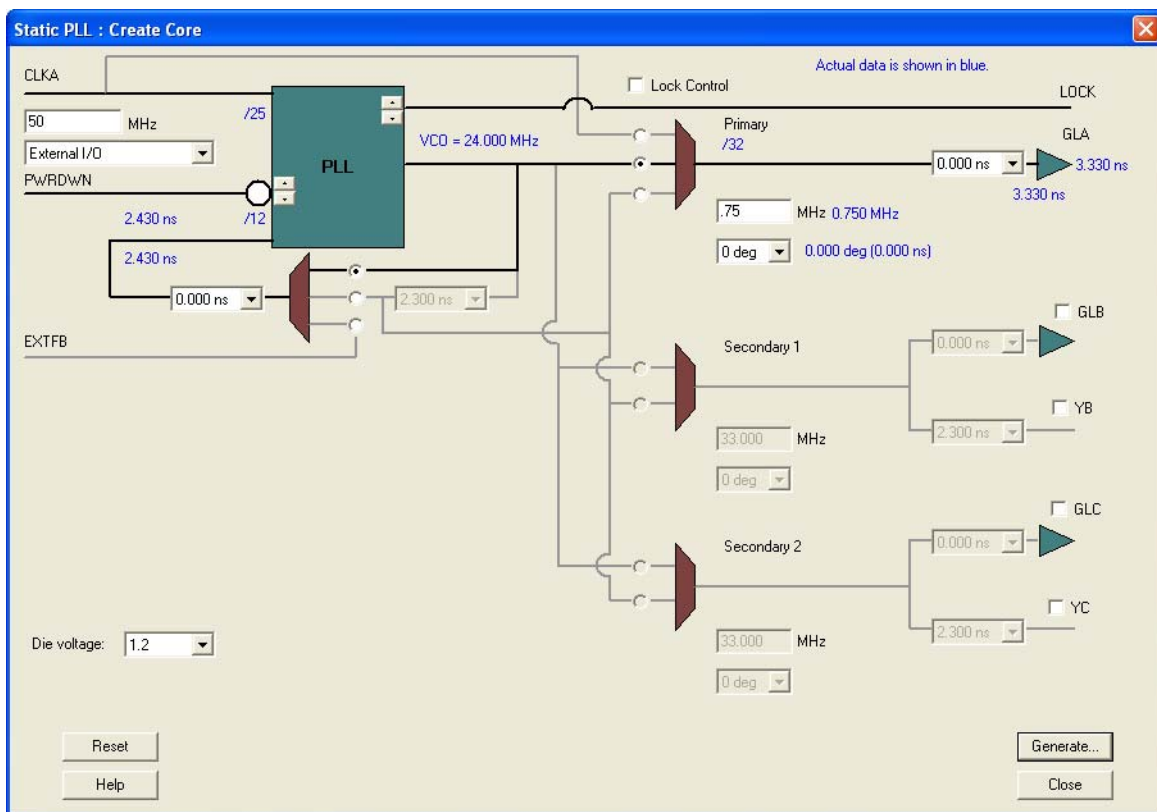 Static PLL : Create Core
Actual data is shown in blue.
CLKA
Lock Control
LOCK
50 MHz
/25
External I/O
VCO = 24.000 MHz
Primary
/32
GLA
PLL
0.000 ns
3.330 ns
3.330 ns
PWRDWN
2.430 ns
/12
.75 MHz 0.750 MHz
0 deg 0.000 deg (0.000 ns)
2.430 ns
0.000 ns
2.300 ns
EXTFB
GLB
Secondary 1
0.000 ns
YB
33.000 MHz
2.300 ns
0 deg
GLC
Secondary 2
0.000 ns
YC
33.000 MHz
2.300 ns
0 deg
Die voltage: 1.2
Reset
Generate...
Help
Close